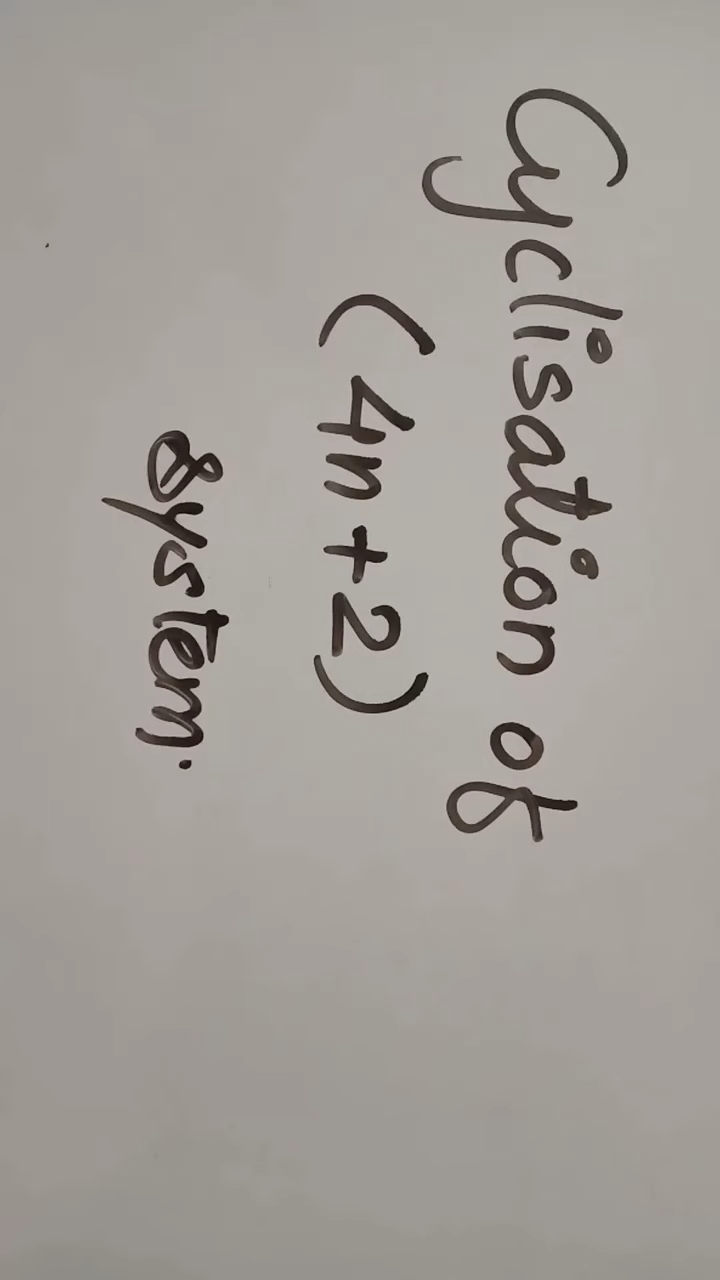 Cyclisation of
(4n+2)
system.